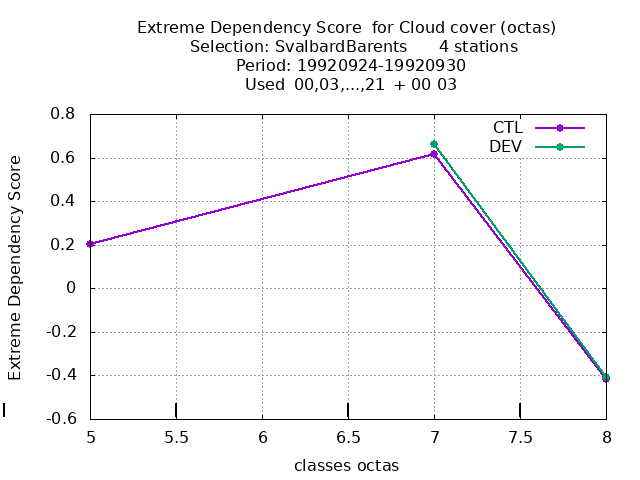 Extreme Dependency Score  for Cloud cover (octas)
Selection: SvalbardBarents      4 stations
Period: 19920924-19920930
Used  00,03,...,21  + 00 03
CTL
DEV
Extreme Dependency Score
0.8
0.6
0.4
0.2
0
-0.2
-0.4
-0.6
5
5.5
6
6.5
7
7.5
8
classes octas